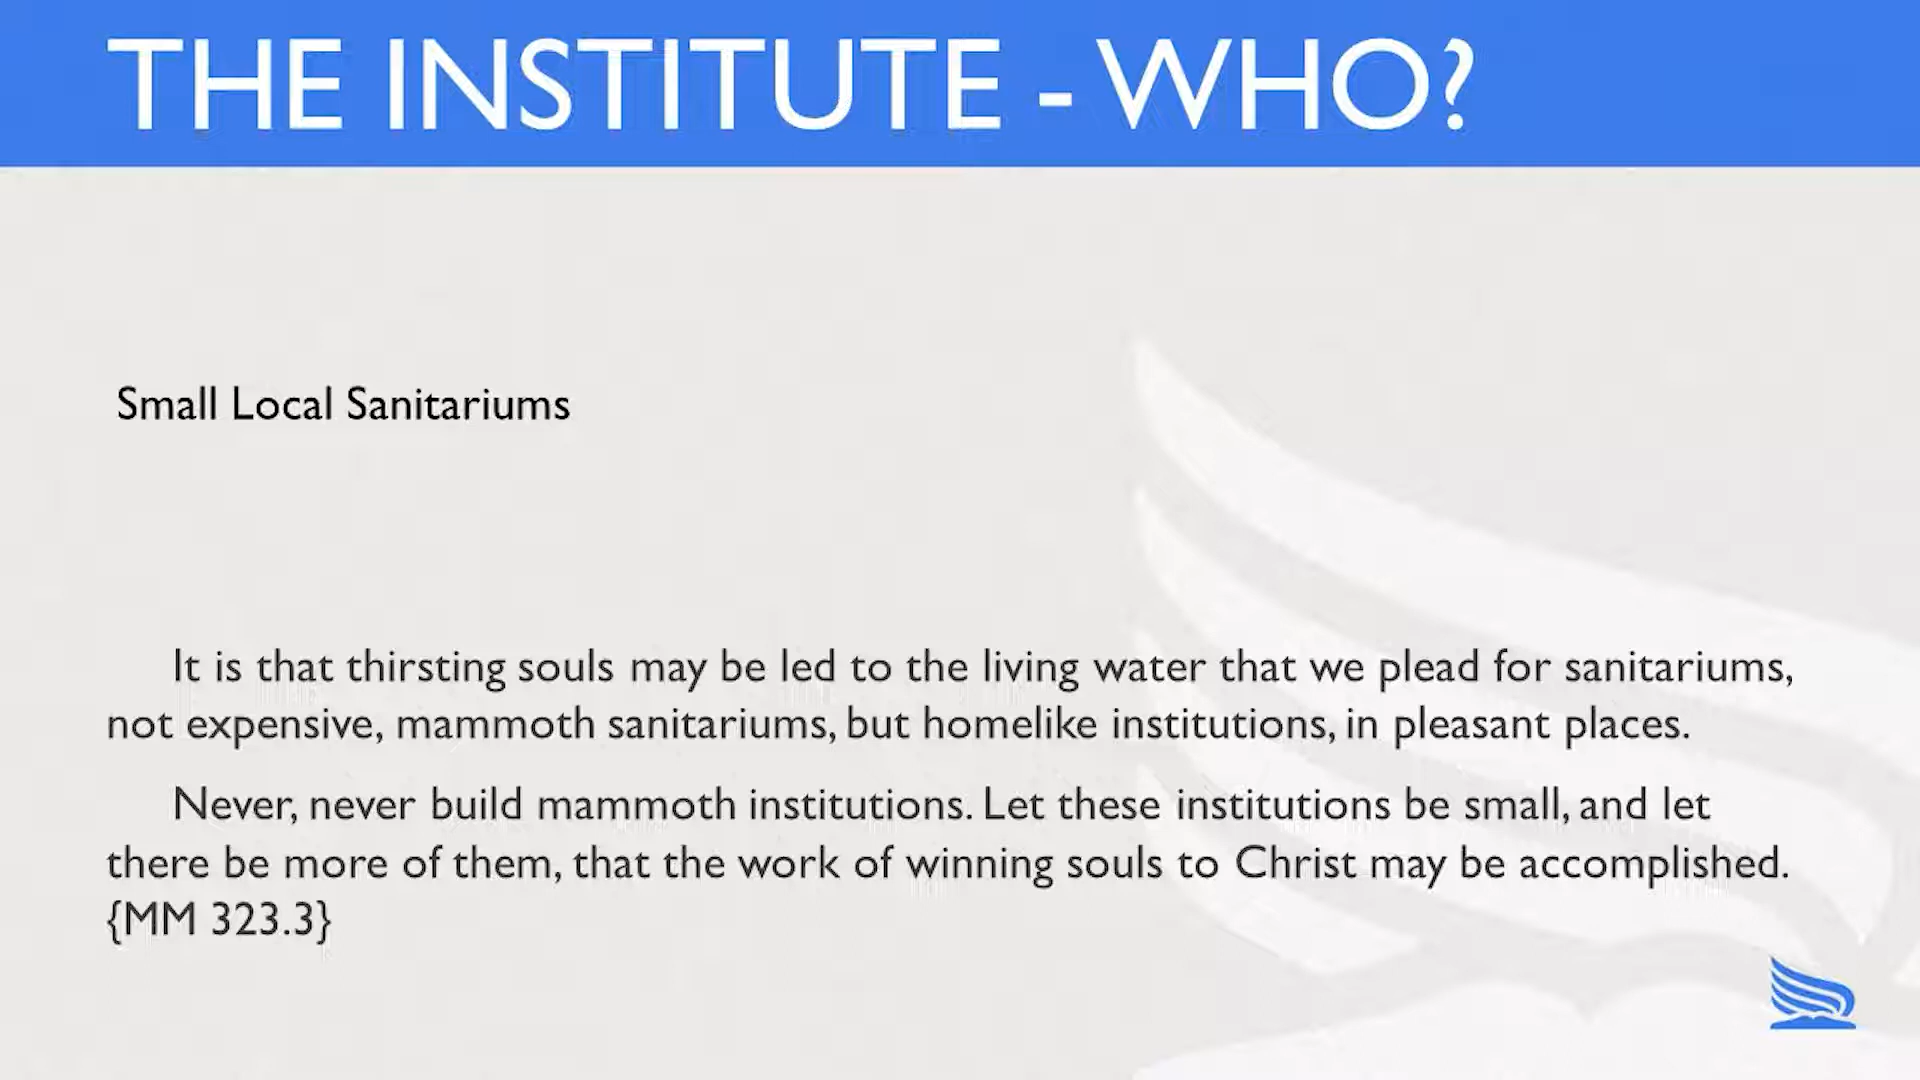 THE INSTITUTE - WHO?
Small Local Sanitariums
It is that thirsting souls may be led to the living water that we plead for sanitariums,
not expensive, mammoth sanitariums, but homelike institutions, in pleasant places.
Never, never build mammoth institutions. Let these institutions be small, and let
there be more of them, that the work of winning souls to Christ may be accomplished.
{MM 323.3}